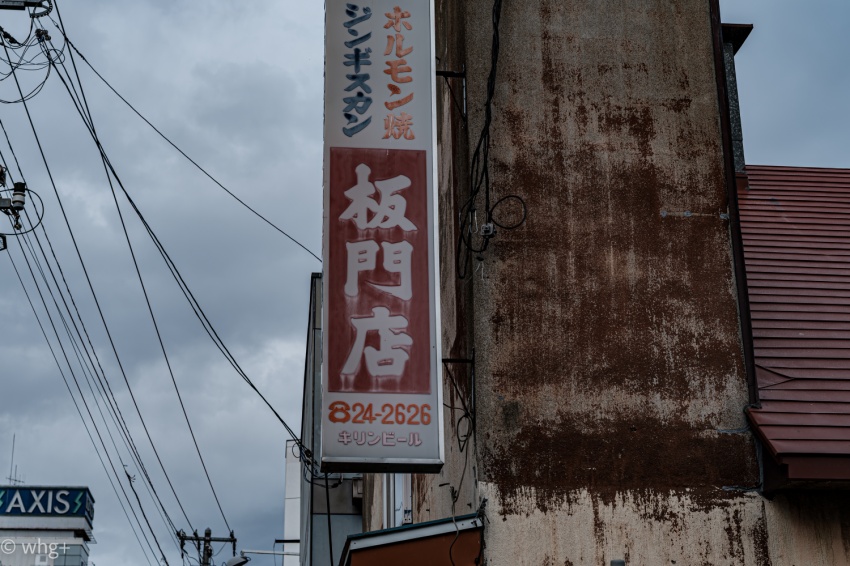 ホルモン焼
ジンギスカン
板門店
☎24-2626
キリンビール
AXIS
© whg+